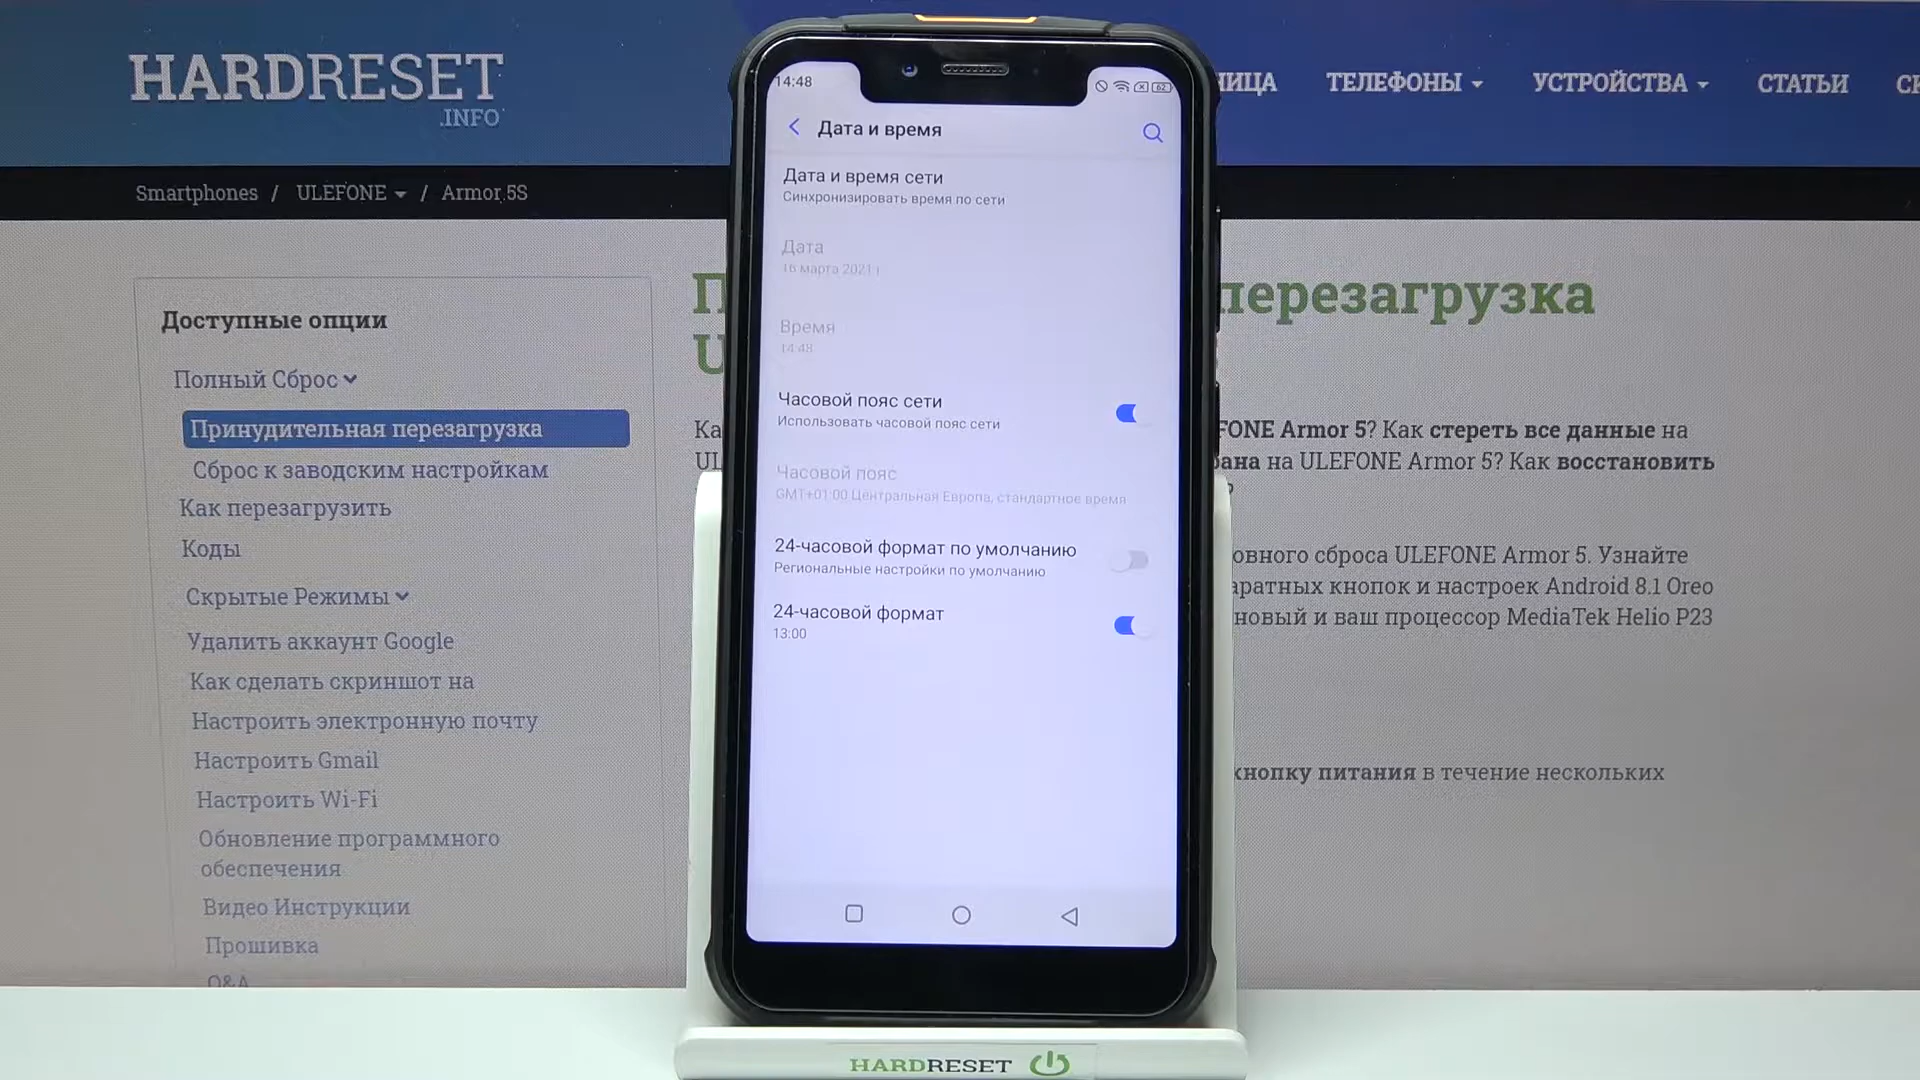 HARDRESET
.INFO
ТЕЛЕФОНЫ
УСТРОЙСТВА
СТАТЬИ
Smartphones / ULEFONE / Armor 5S
Доступные опции
Полный Сброс
Принудительная перезагрузка
Сброс к заводским настройкам
Как перезагрузить
Коды
Скрытые Режимы
Удалить аккаунт Google
Как сделать скриншот на
Настроить электронную почту
Настроить Gmail
Настроить Wi-Fi
Обновление программного
обеспечения
Видео Инструкции
Прошивка
Q&A
14:48
62
Дата и время
Дата и время сети
Синхронизировать время по сети
Дата
16 марта 2021 г.
Время
14:48
Часовой пояс сети
Использовать часовой пояс сети
Часовой пояс
GMT+01:00 Центральная Европа, стандартное время
24-часовой формат по умолчанию
Региональные настройки по умолчанию
24-часовой формат
13:00
перезагрузка
Armor 5? Как стереть все данные на
на ULEFONE Armor 5? Как восстановить
сброса ULEFONE Armor 5. Узнайте
кнопок и настроек Android 8.1 Oreo
и ваш процессор MediaTek Helio P23
кнопку питания в течение нескольких
HARDRESET